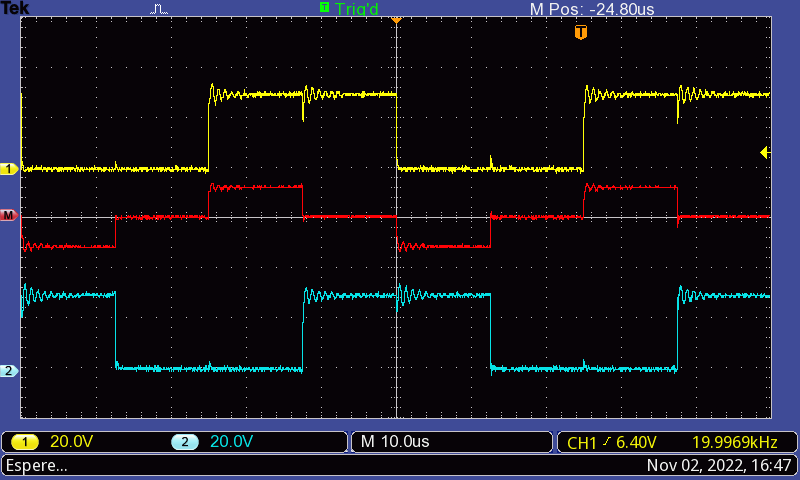 Tek T Trig'd M Pos: -24.80us
T
1
M
2
1 20.0V 2 20.0V M 10.0us CH1 6.40V 19.9969kHz
Espere... Nov 02, 2022, 16:47